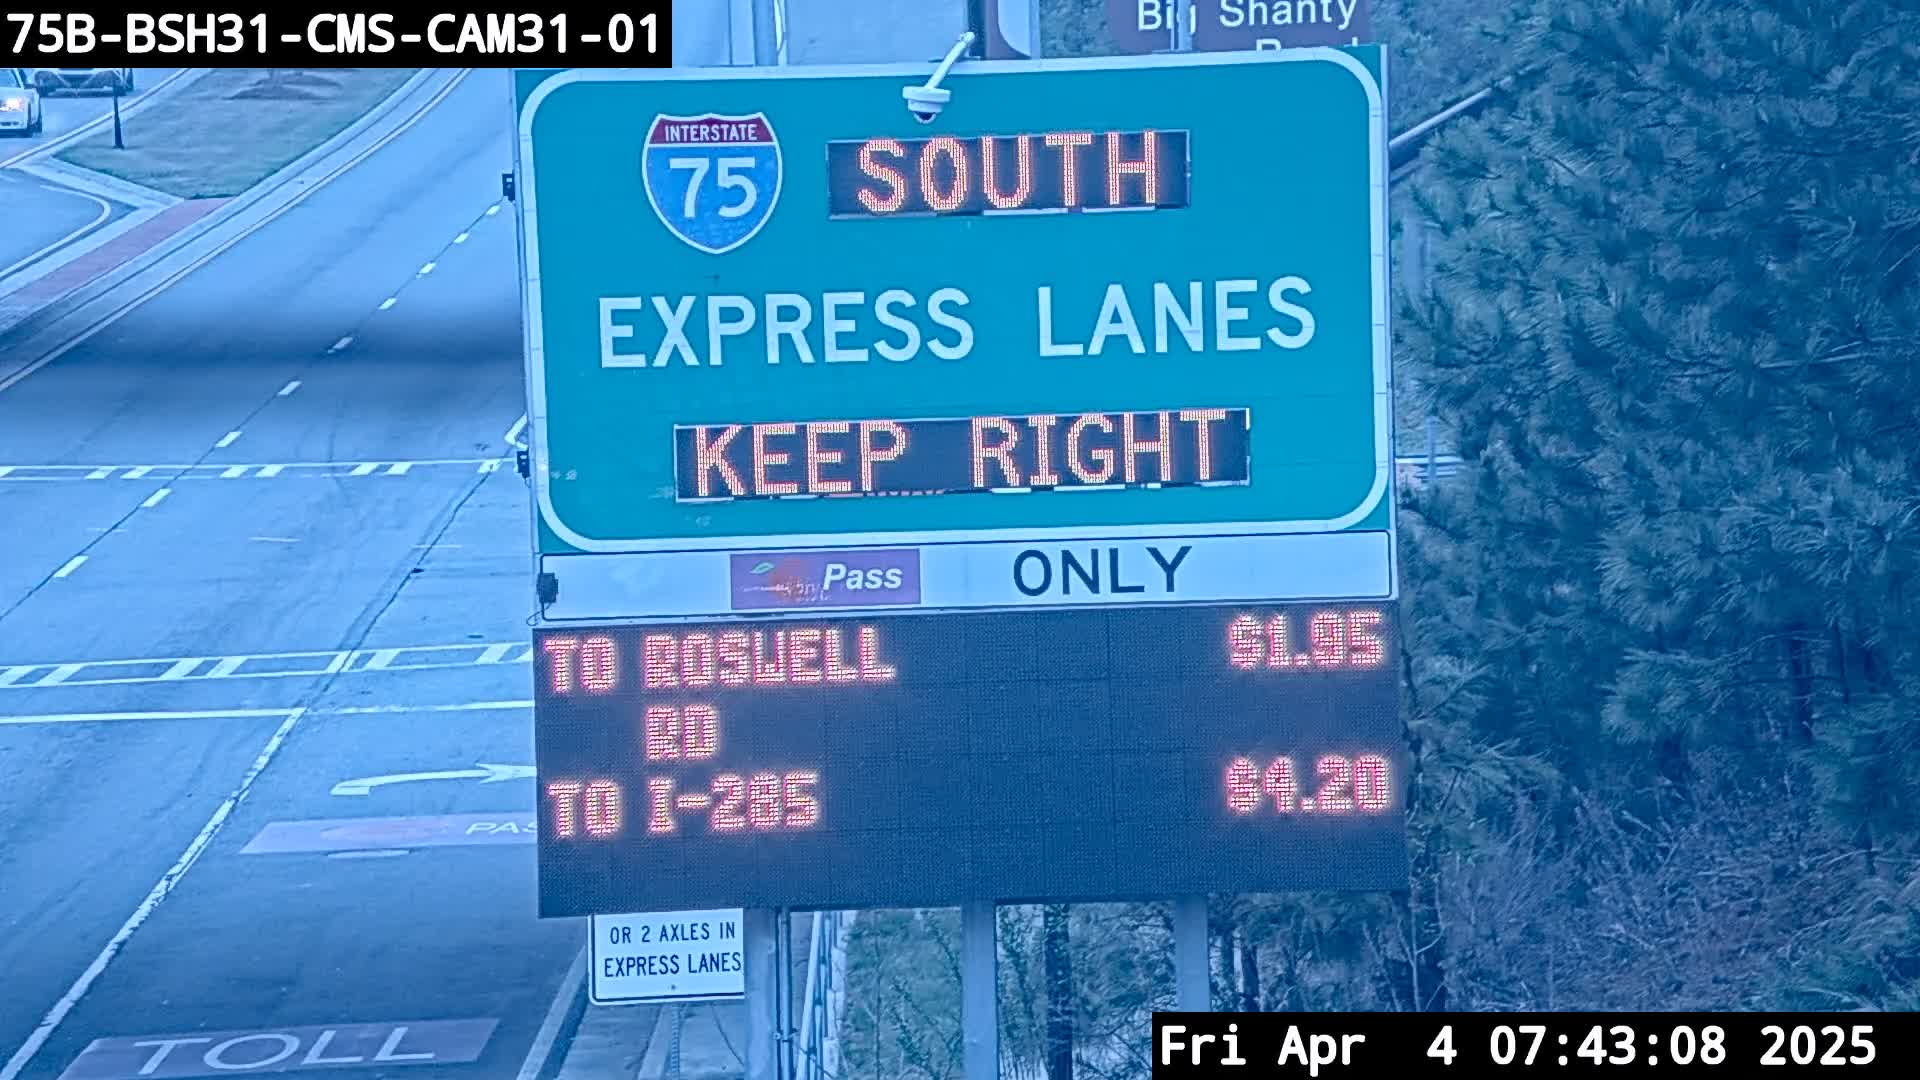 75B-BSH31-CMS-CAM31-01
Big Shanty
INTERSTATE
75
SOUTH
EXPRESS LANES
KEEP RIGHT
Pass
ONLY
TO ROSWELL $1.95
RD
TO I-285 $4.20
OR 2 AXLES IN
EXPRESS LANES
TOLL
Fri Apr 4 07:43:08 2025